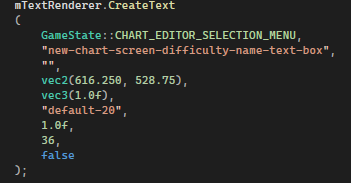 mTextRenderer.CreateText
(
GameState::CHART_EDITOR_SELECTION_MENU,
"new-chart-screen-difficulty-name-text-box",
"",
vec2(616.250, 528.75),
vec3(1.0f),
"default-20",
1.0f,
36,
false
);